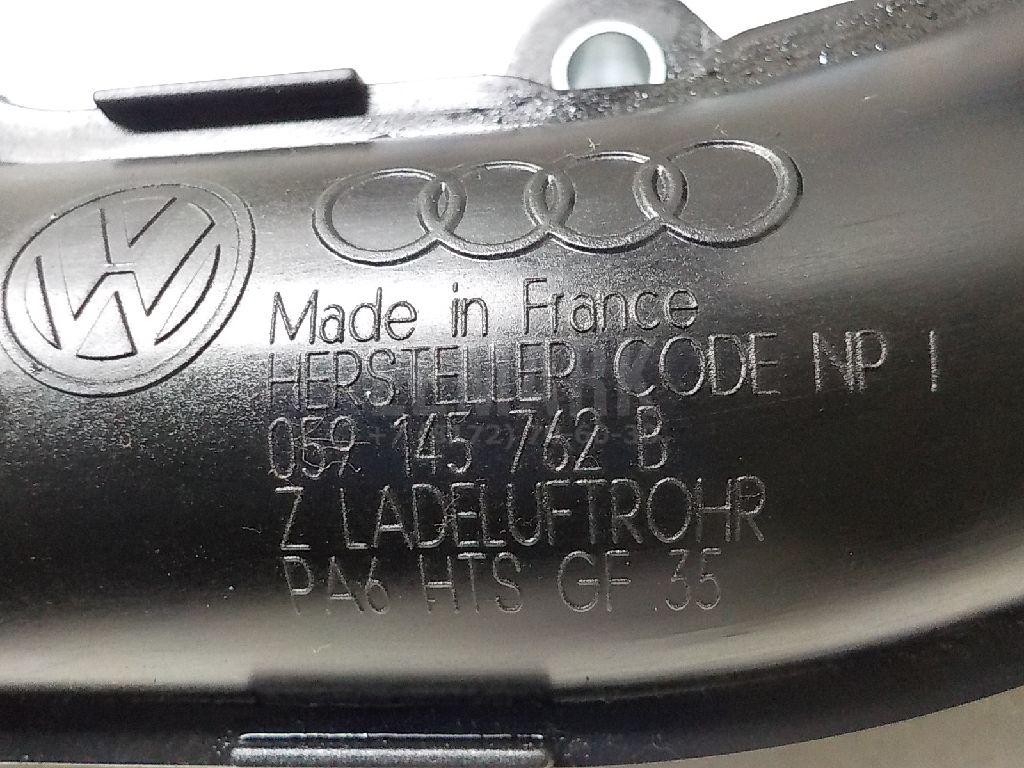 Made in France
HERSTELLER CODE NP I
059 145 762 B
Z LADELUFTROHR
PA6 HTS GF 35